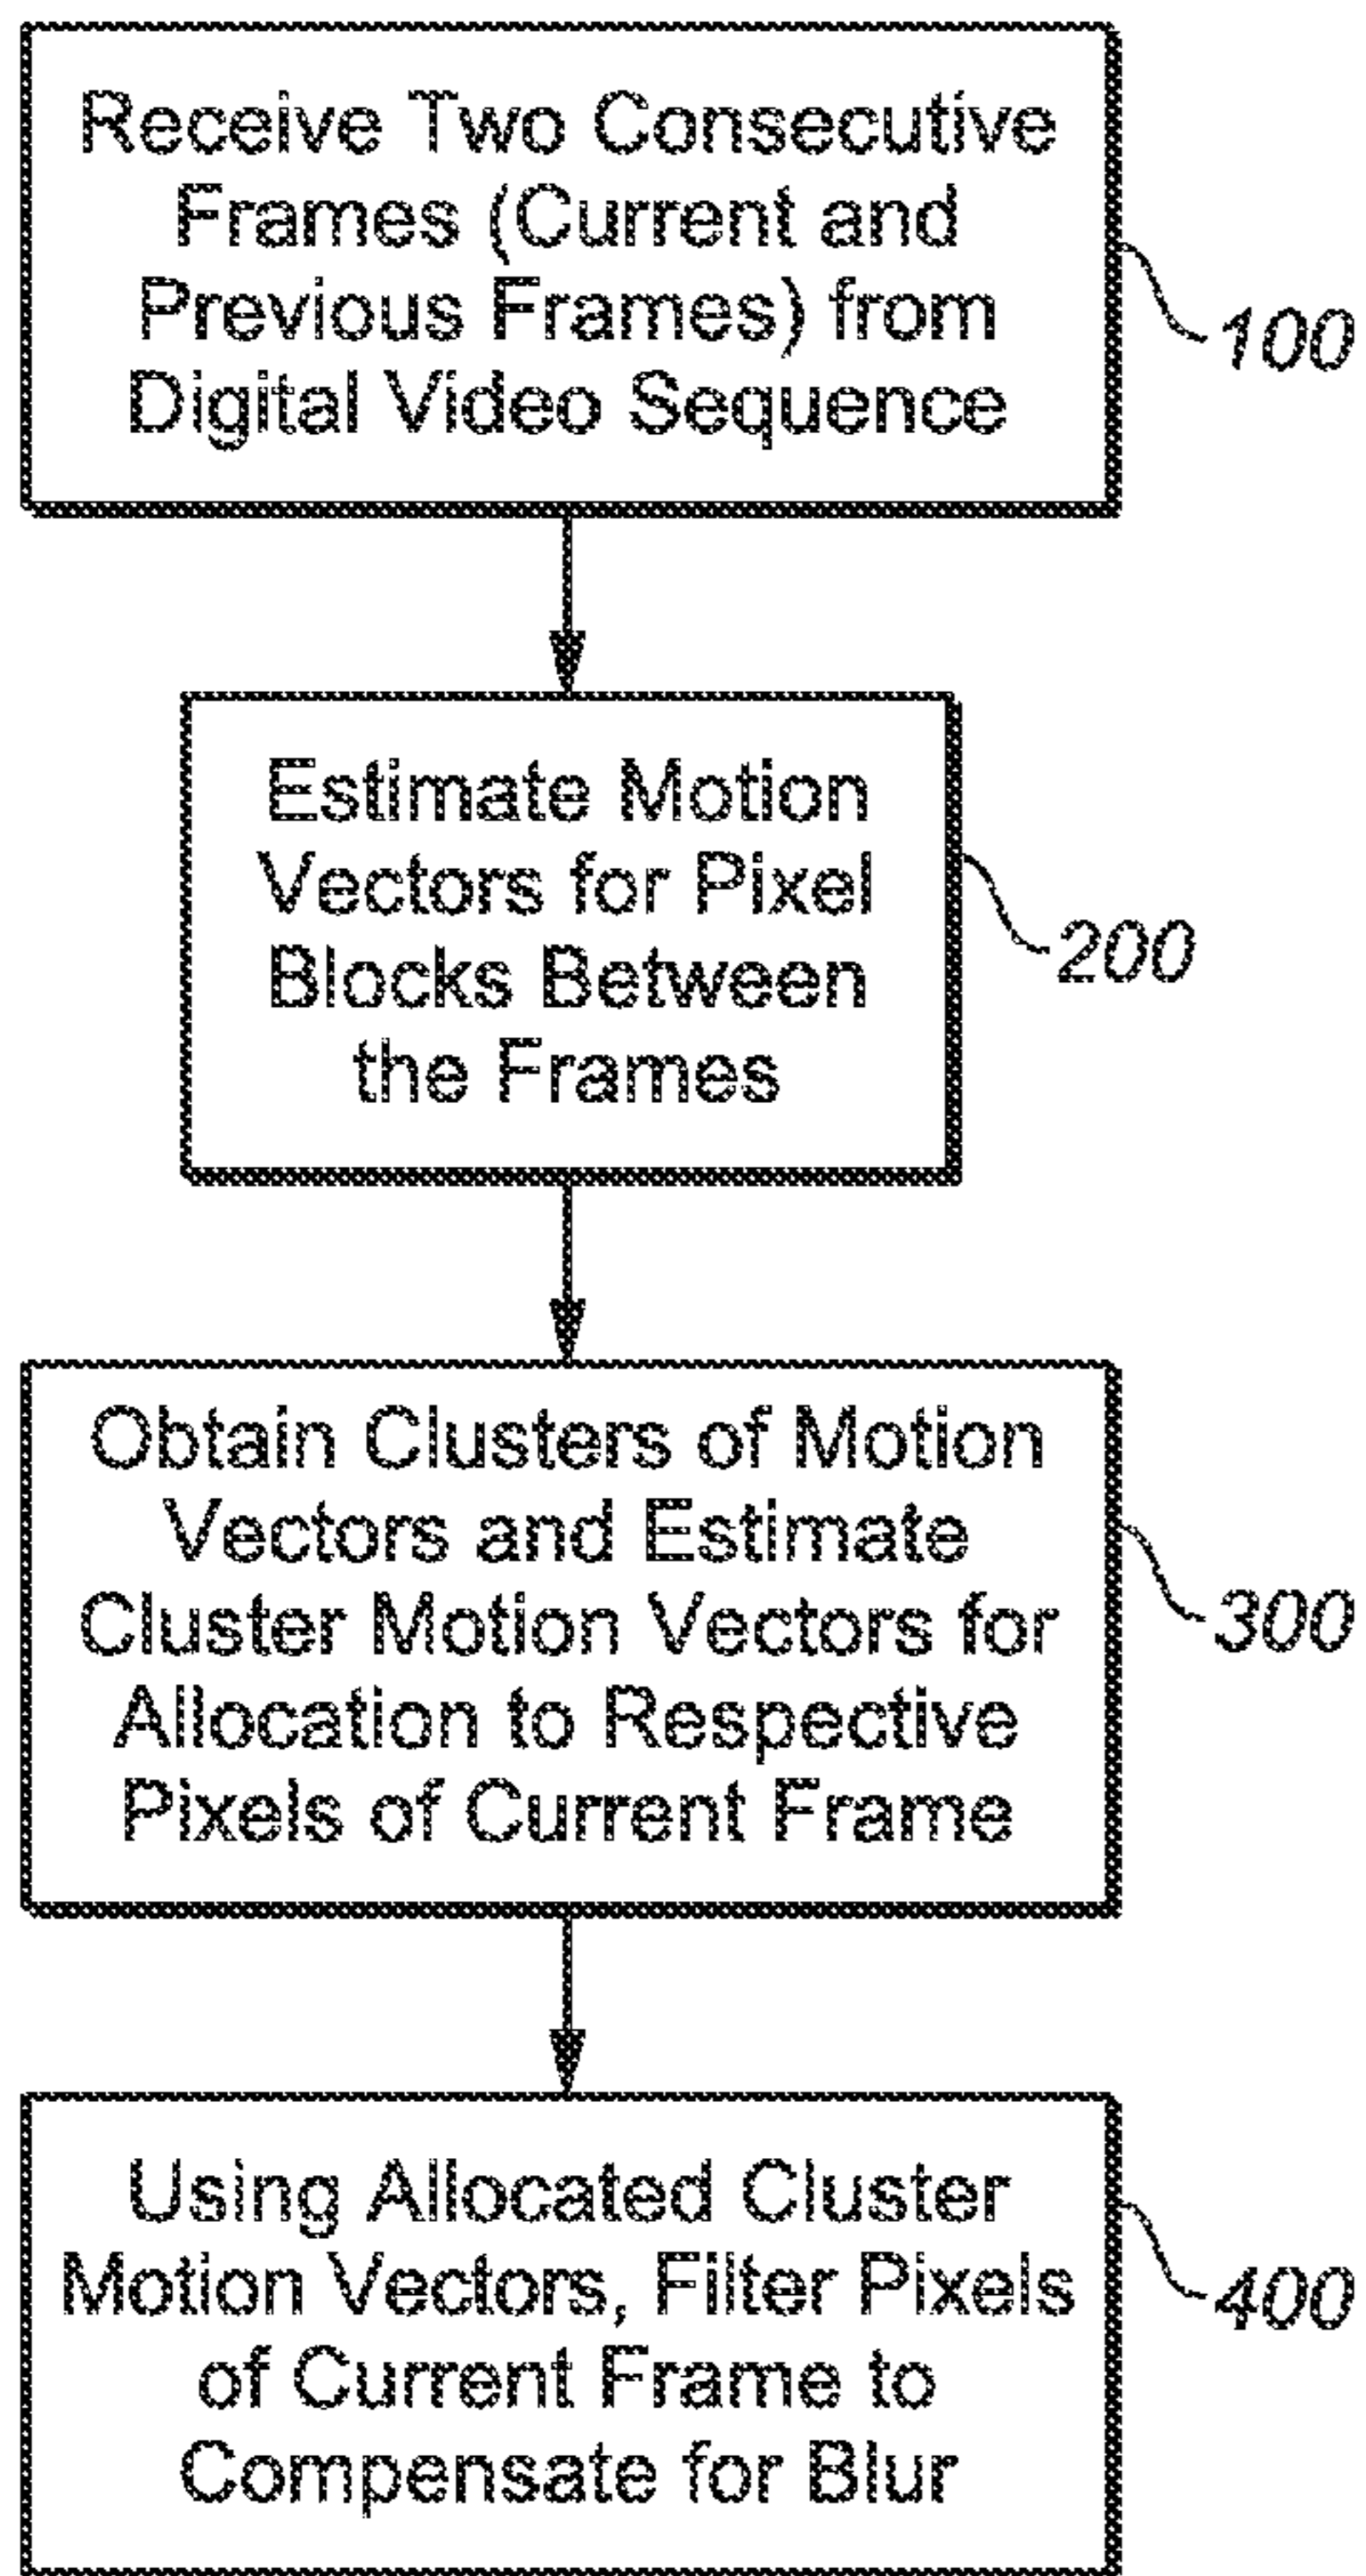 Receive Two Consecutive
Frames (Current and
Previous Frames) from
Digital Video Sequence
100
Estimate Motion
Vectors for Pixel
Blocks Between
the Frames
200
Obtain Clusters of Motion
Vectors and Estimate
Cluster Motion Vectors for
Allocation to Respective
Pixels of Current Frame
300
Using Allocated Cluster
Motion Vectors, Filter Pixels
of Current Frame to
Compensate for Blur
400